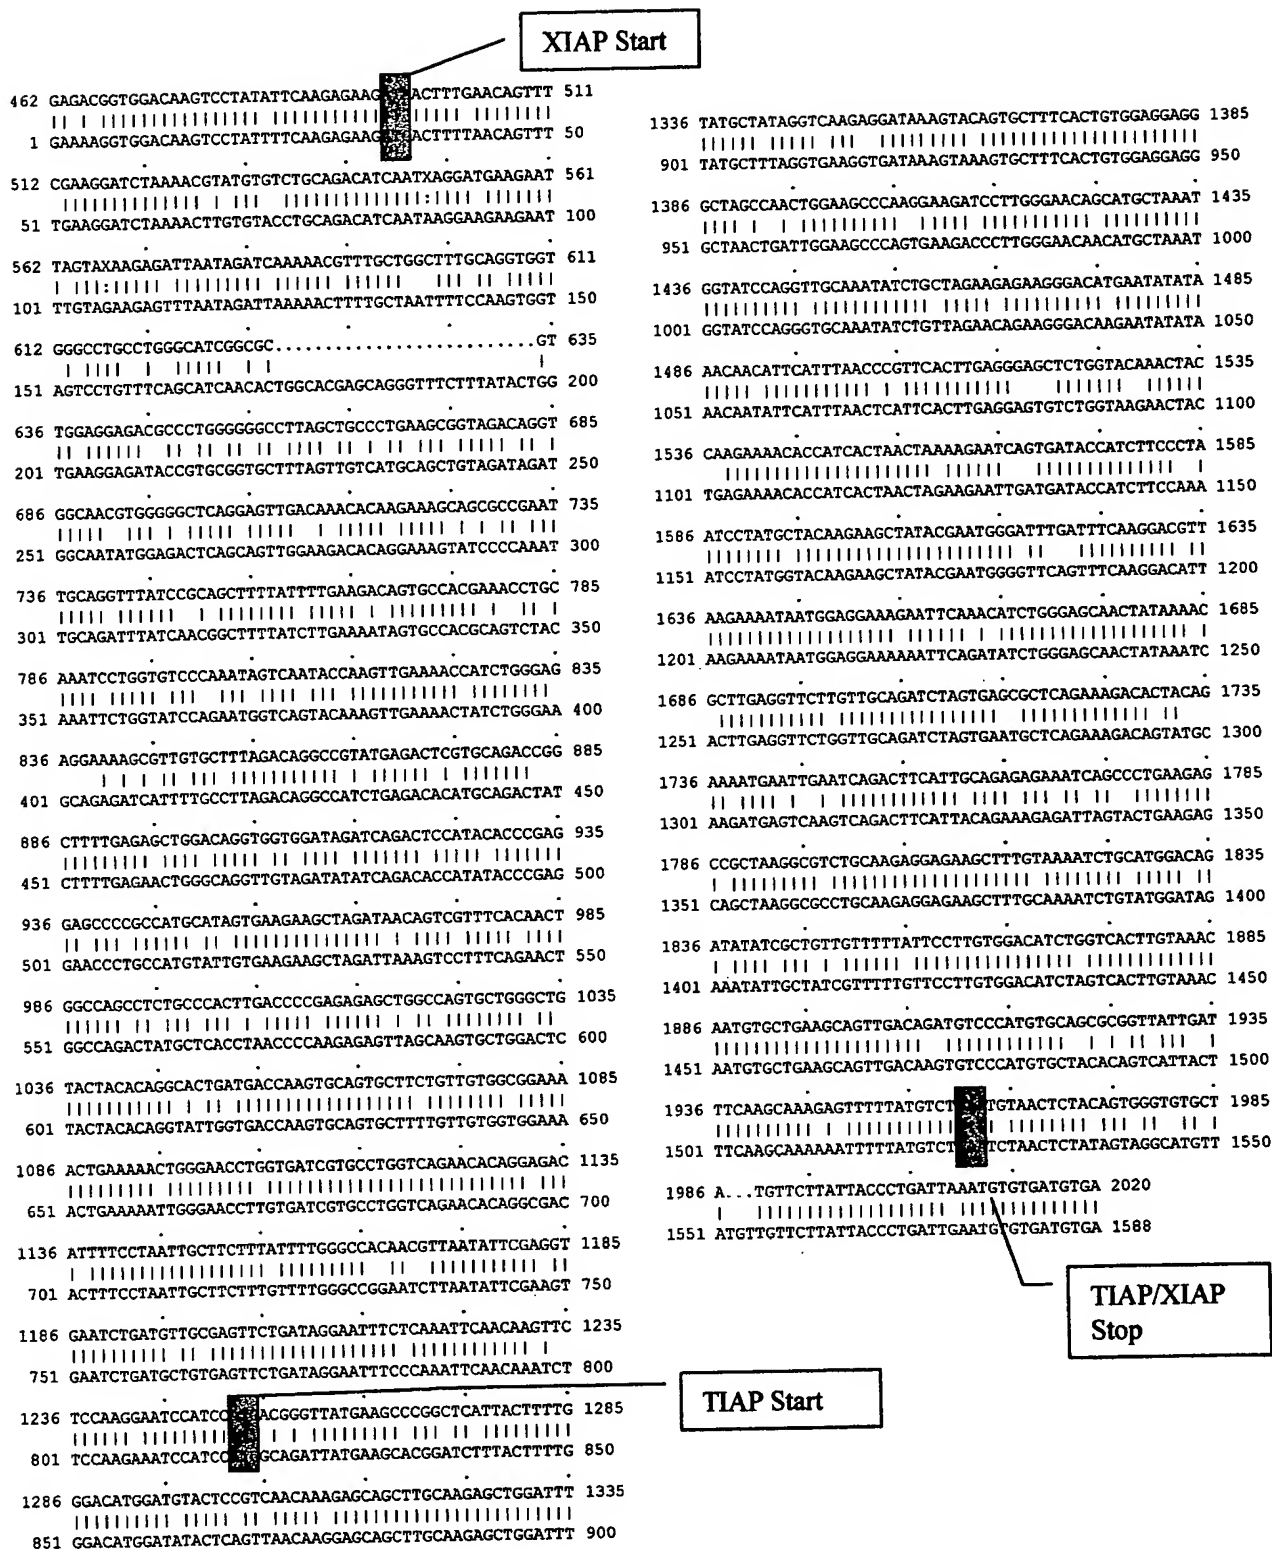 XIAP Start
462 GAGACGGTGGACAAGTCCTATATTCAAGAGAAG ACTTTGAACAGTTT 511
1 GAAAAGGTGGACAAGTCCTATTTTCAAGAGAAG ACTTTTAACAGTTT 50
512 CGAAGGATCTAAAACGTATGTGTCTGCAGACATCAATXAGGATGAAGAAT 561
51 TGAAGGATCTAAAACTTGTGTACCTGCAGACATCAATAAGGAAGAAGAAT 100
562 TAGTAXAAGAGATTAATAGATCAAAAACGTTTGCTGGCTTTGCAGGTGGT 611
101 TTGTAGAAGAGTTTAATAGATTAAAAACTTTTGCTAATTTTCCAAGTGGT 150
612 GGGCCTGCCTGGGCATCGGCGC..........................GT 635
151 AGTCCTGTTTCAGCATCAACACTGGCACGAGCAGGGTTTCTTTATACTGG 200
636 TGGAGGAGACGCCCTGGGGGGCCTTAGCTGCCCTGAAGCGGTAGACAGGT 685
201 TGAAGGAGATACCGTGCGGTGCTTTAGTTGTCATGCAGCTGTAGATAGAT 250
686 GGCAACGTGGGGGCTCAGGAGTTGACAAACACAAGAAAGCAGCGCCGAAT 735
251 GGCAATATGGAGACTCAGCAGTTGGAAGACACAGGAAAGTATCCCCAAAT 300
736 TGCAGGTTTATCCGCAGCTTTTATTTTGAAGACAGTGCCACGAAACCTGC 785
301 TGCAGATTTATCAACGGCTTTTATCTTGAAAATAGTGCCACGCAGTCTAC 350
786 AAATCCTGGTGTCCCAAATAGTCAATACCAAGTTGAAAACCATCTGGGAG 835
351 AAATTCTGGTATCCAGAATGGTCAGTACAAAGTTGAAAACTATCTGGGAA 400
836 AGGAAAAGCGTTGTGCTTTAGACAGGCCGTATGAGACTCGTGCAGACCGG 885
401 GCAGAGATCATTTTGCCTTAGACAGGCCATCTGAGACACATGCAGACTAT 450
886 CTTTTGAGAGCTGGACAGGTGGTGGATAGATCAGACTCCATACACCCGAG 935
451 CTTTTGAGAACTGGGCAGGTTGTAGATATATCAGACACCATATACCCGAG 500
936 GAGCCCCGCCATGCATAGTGAAGAAGCTAGATAACAGTCGTTTCACAACT 985
501 GAACCCTGCCATGTATTGTGAAGAAGCTAGATTAAAGTCCTTTCAGAACT 550
986 GGCCAGCCTCTGCCCACTTGACCCCGAGAGAGCTGGCCAGTGCTGGGCTG 1035
551 GGCCAGACTATGCTCACCTAACCCCAAGAGAGTTAGCAAGTGCTGGACTC 600
1036 TACTACACAGGCACTGATGACCAAGTGCAGTGCTTCTGTTGTGGCGGAAA 1085
601 TACTACACAGGTATTGGTGACCAAGTGCAGTGCTTTTGTTGTGGTGGAAA 650
1086 ACTGAAAAACTGGGAACCTGGTGATCGTGCCTGGTCAGAACACAGGAGAC 1135
651 ACTGAAAAATTGGGAACCTTGTGATCGTGCCTGGTCAGAACACAGGCGAC 700
1136 ATTTTCCTAATTGCTTCTTTATTTTGGGCCACAACGTTAATATTCGAGGT 1185
701 ACTTTCCTAATTGCTTCTTTGTTTTGGGCCGGAATCTTAATATTCGAAGT 750
1186 GAATCTGATGTTGCGAGTTCTGATAGGAATTTCTCAAATTCAACAAGTTC 1235
751 GAATCTGATGCTGTGAGTTCTGATAGGAATTTCCCAAATTCAACAAATCT 800
1236 TCCAAGGAATCCATCC ACGGGTTATGAAGCCCGGCTCATTACTTTTG 1285
801 TCCAAGAAATCCATCC GCAGATTATGAAGCACGGATCTTTACTTTTG 850
TIAP Start
1286 GGACATGGATGTACTCCGTCAACAAAGAGCAGCTTGCAAGAGCTGGATTT 1335
851 GGACATGGATATACTCAGTTAACAAGGAGCAGCTTGCAAGAGCTGGATTT 900
1336 TATGCTATAGGTCAAGAGGATAAAGTACAGTGCTTTCACTGTGGAGGAGG 1385
901 TATGCTTTAGGTGAAGGTGATAAAGTAAAGTGCTTTCACTGTGGAGGAGG 950
1386 GCTAGCCAACTGGAAGCCCAAGGAAGATCCTTGGGAACAGCATGCTAAAT 1435
951 GCTAACTGATTGGAAGCCCAGTGAAGACCCTTGGGAACAACATGCTAAAT 1000
1436 GGTATCCAGGTTGCAAATATCTGCTAGAAGAGAAGGGACATGAATATATA 1485
1001 GGTATCCAGGGTGCAAATATCTGTTAGAACAGAAGGGACAAGAATATATA 1050
1486 AACAACATTCATTTAACCCGTTCACTTGAGGGAGCTCTGGTACAAACTAC 1535
1051 AACAATATTCATTTAACTCATTCACTTGAGGAGTGTCTGGTAAGAACTAC 1100
1536 CAAGAAAACACCATCACTAACTAAAAGAATCAGTGATACCATCTTCCCTA 1585
1101 TGAGAAAACACCATCACTAACTAGAAGAATTGATGATACCATCTTCCAAA 1150
1586 ATCCTATGCTACAAGAAGCTATACGAATGGGATTTGATTTCAAGGACGTT 1635
1151 ATCCTATGGTACAAGAAGCTATACGAATGGGGTTCAGTTTCAAGGACATT 1200
1636 AAGAAAATAATGGAGGAAAGAATTCAAACATCTGGGAGCAACTATAAAAC 1685
1201 AAGAAAATAATGGAGGAAAAAATTCAGATATCTGGGAGCAACTATAAATC 1250
1686 GCTTGAGGTTCTTGTTGCAGATCTAGTGAGCGCTCAGAAAGACACTACAG 1735
1251 ACTTGAGGTTCTGGTTGCAGATCTAGTGAATGCTCAGAAAGACAGTATGC 1300
1736 AAAATGAATTGAATCAGACTTCATTGCAGAGAGAAATCAGCCCTGAAGAG 1785
1301 AAGATGAGTCAAGTCAGACTTCATTACAGAAAGAGATTAGTACTGAAGAG 1350
1786 CCGCTAAGGCGTCTGCAAGAGGAGAAGCTTTGTAAAATCTGCATGGACAG 1835
1351 CAGCTAAGGCGCCTGCAAGAGGAGAAGCTTTGCAAAATCTGTATGGATAG 1400
1836 ATATATCGCTGTTGTTTTTATTCCTTGTGGACATCTGGTCACTTGTAAAC 1885
1401 AAATATTGCTATCGTTTTTGTTCCTTGTGGACATCTAGTCACTTGTAAAC 1450
1886 AATGTGCTGAAGCAGTTGACAGATGTCCCATGTGCAGCGCGGTTATTGAT 1935
1451 AATGTGCTGAAGCAGTTGACAAGTGTCCCATGTGCTACACAGTCATTACT 1500
1936 TTCAAGCAAAGAGTTTTTATGTCT TGTAACTCTACAGTGGGTGTGCT 1985
1501 TTCAAGCAAAAAATTTTTATGTCT TCTAACTCTATAGTAGGCATGTT 1550
1986 A...TGTTCTTATTACCCTGATTAAATGTGTGATGTGA 2020
1551 ATGTTGTTCTTATTACCCTGATTGAATGTGTGATGTGA 1588
TIAP/XIAP
Stop